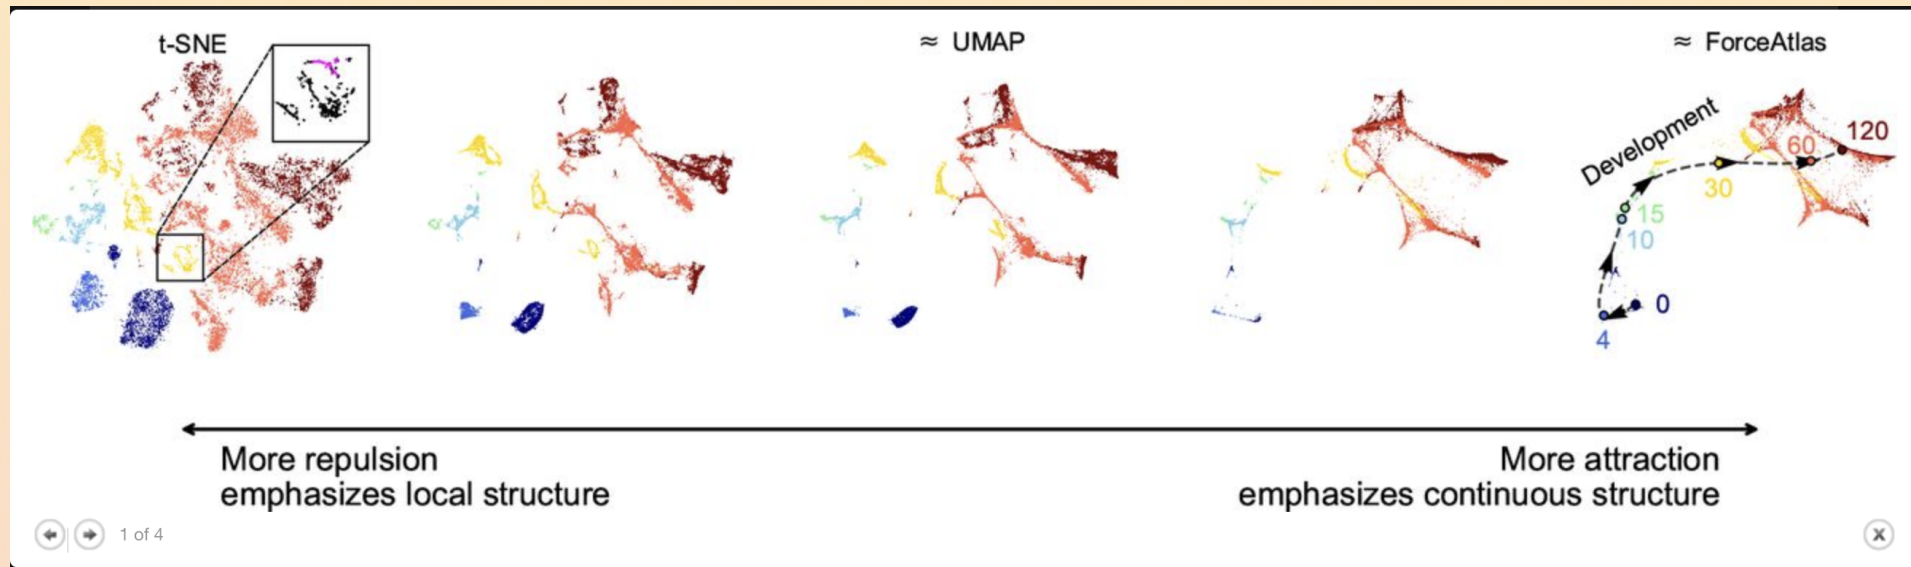 t-SNE
≈ UMAP
≈ ForceAtlas
Development
120
60
30
15
10
0
4
More repulsion
emphasizes local structure
More attraction
emphasizes continuous structure
1 of 4
X